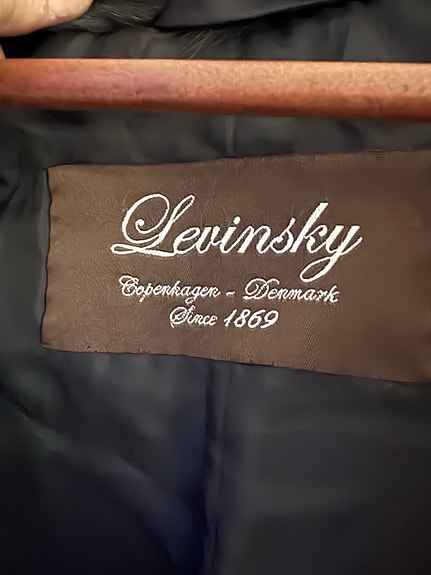 Levinsky
Copenhagen - Denmark
Since 1869